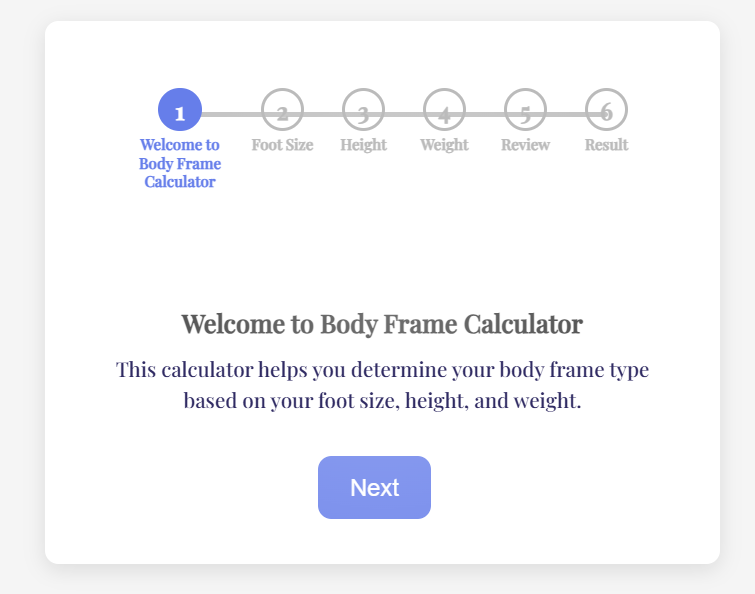 1 2 3 4 5 6
Welcome to Foot Size Height Weight Review Result
Body Frame
Calculator
Welcome to Body Frame Calculator
This calculator helps you determine your body frame type
based on your foot size, height, and weight.
Next